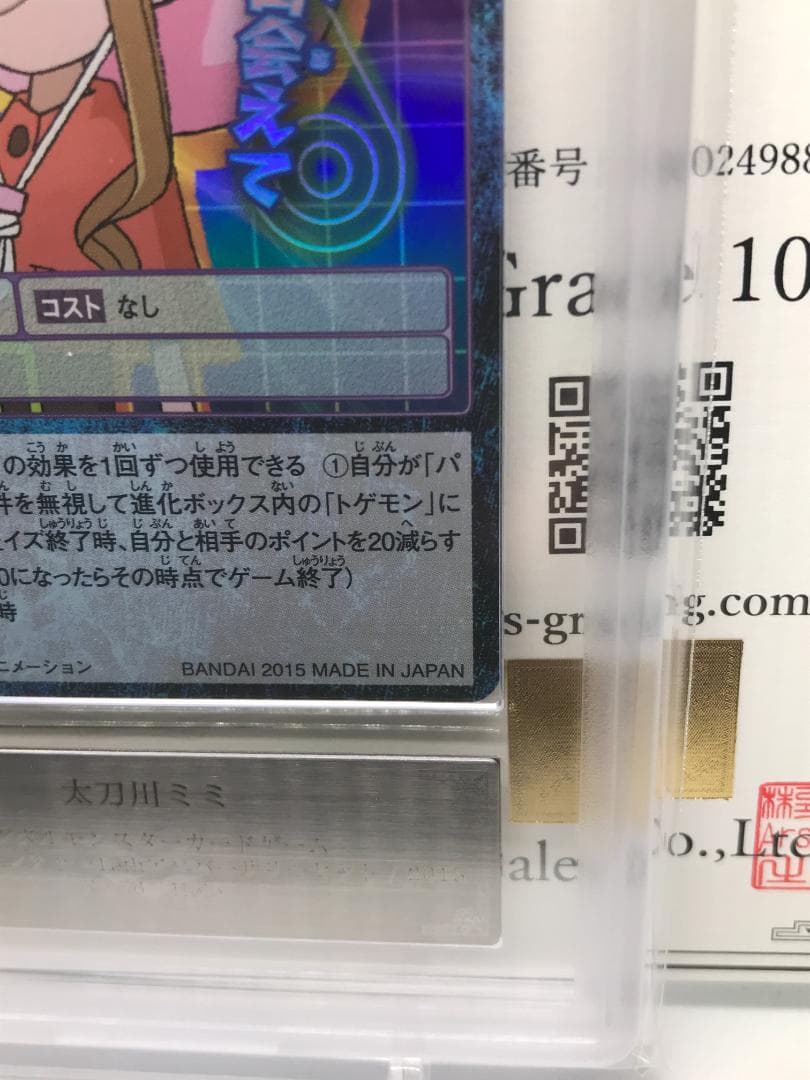 会えて
コスト なし
の効果を1回ずつ使用できる ①自分が「パ
件を無視して進化ボックス内の「トゲモン」に
イズ終了時、自分と相手のポイントを20減らす
0になったらその時点でゲーム終了)
時
ニメーション
BANDAI 2015 MADE IN JAPAN
太刀川ミミ
番号
024988
Gra 10
s-gr g.com
ale Co.,Lt